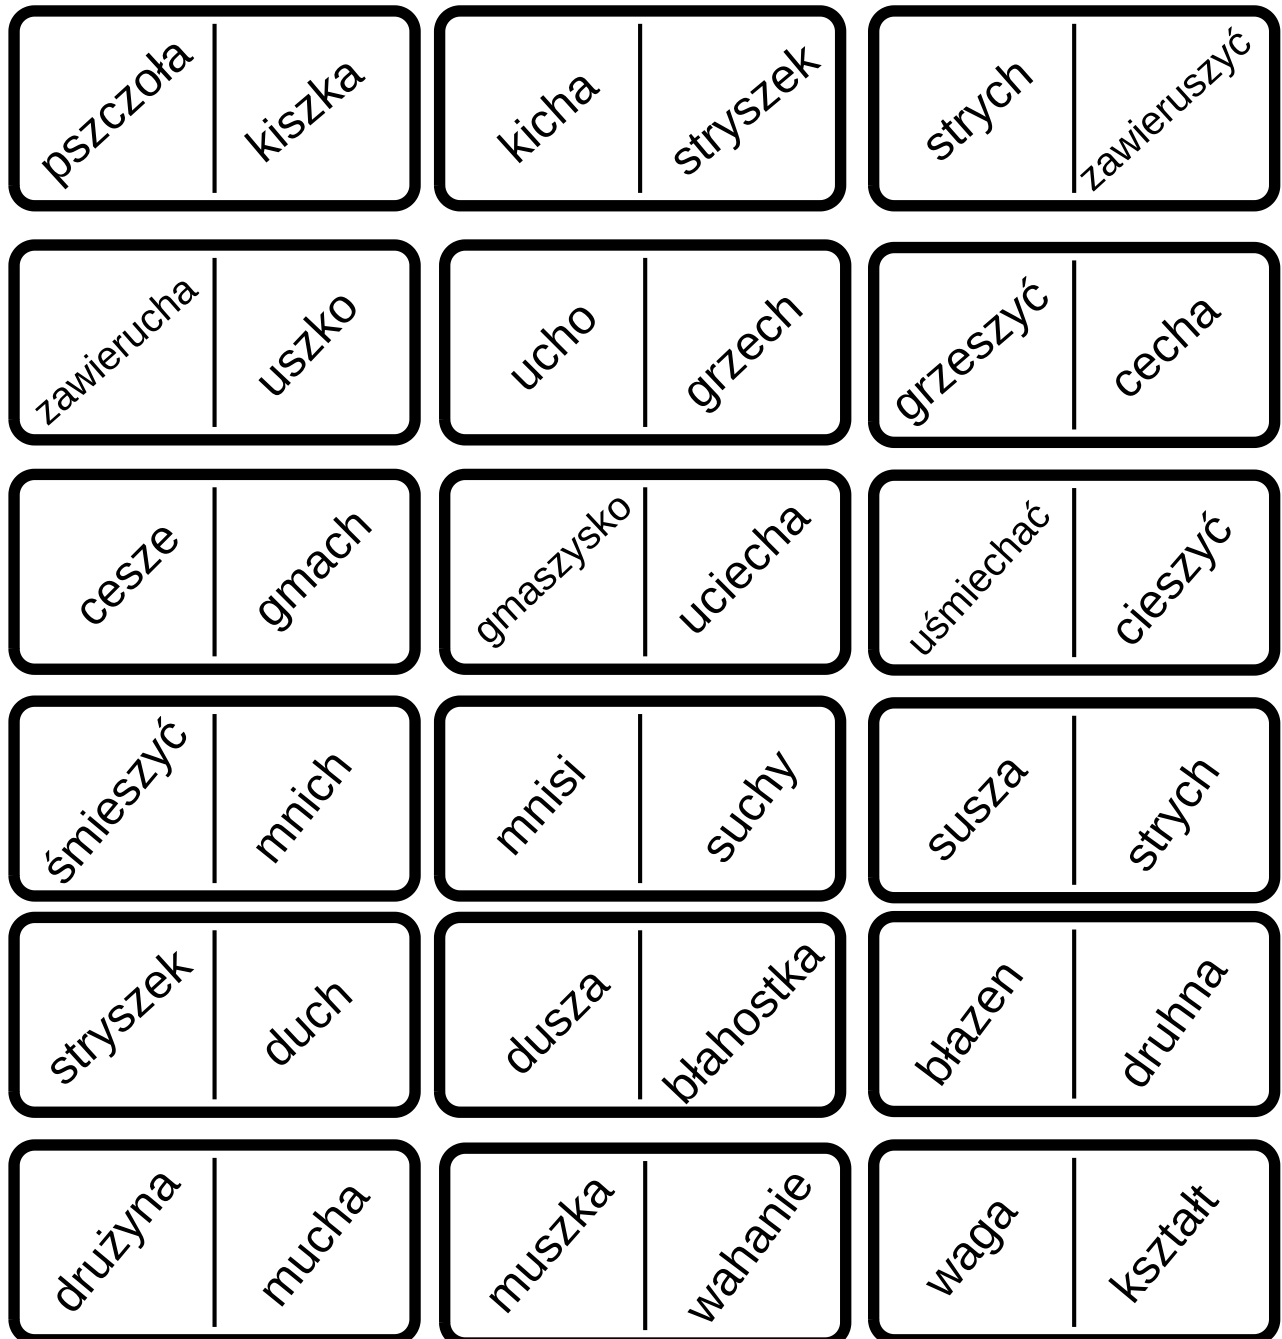 pszczoła kiszka kicha stryszek strych zawieruszyć
zawierucha uszko ucho grzech grzeszyć cecha
cesze gmach gmaszysko uciecha uśmiechać cieszyć
śmieszyć mnich mnisi suchy susza strych
stryszek duch dusza błahostka błazen druhna
drużyna mucha muszka wahanie waga kształt